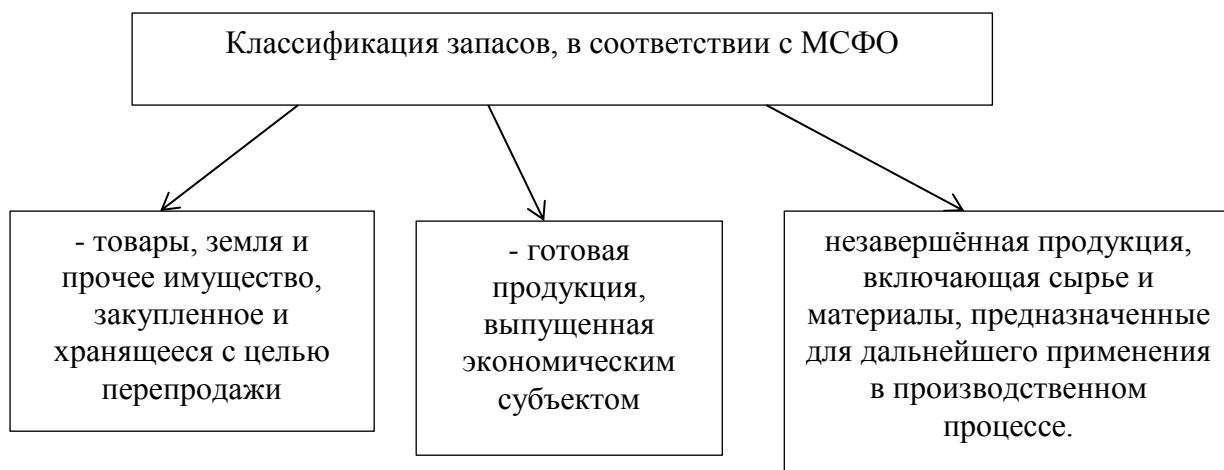 Классификация запасов, в соответствии с МСФО
- товары, земля и
прочее имущество,
закупленное и
хранящееся с целью
перепродажи
- готовая
продукция,
выпущенная
экономическим
субъектом
незавершённая продукция,
включающая сырье и
материалы, предназначенные
для дальнейшего применения
в производственном
процессе.